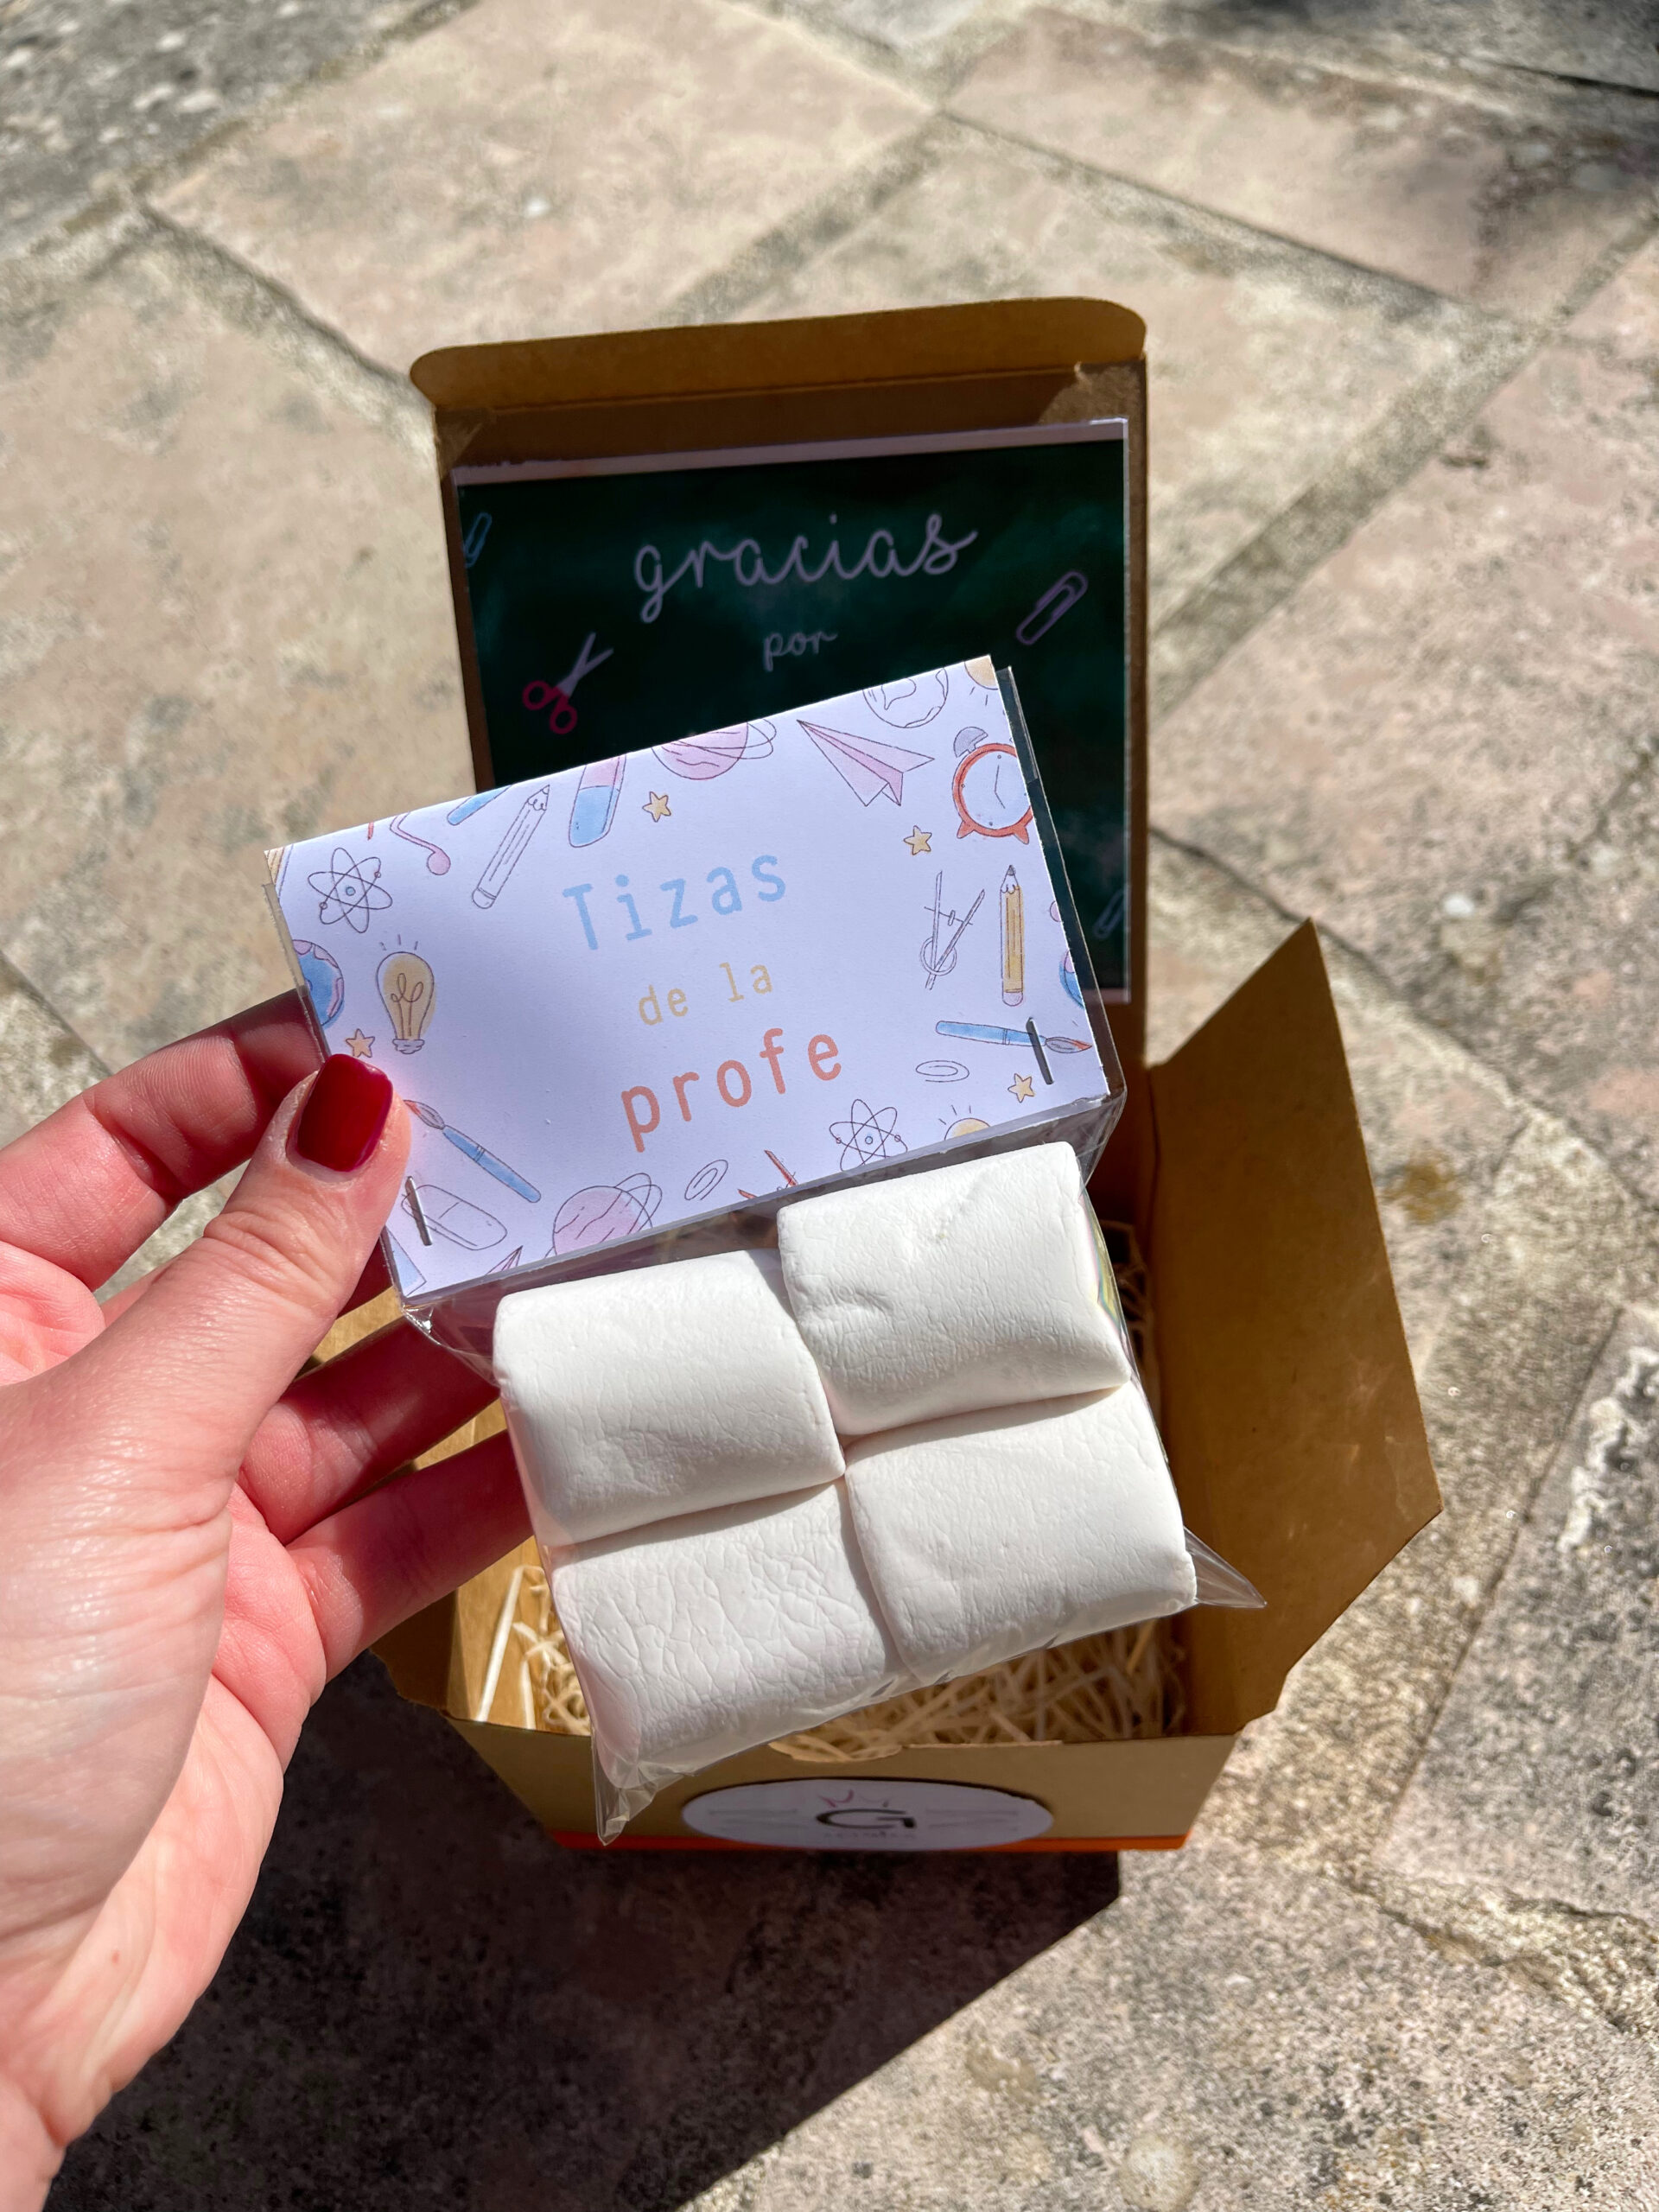 gracias
por
Tizas
de la
profe
G